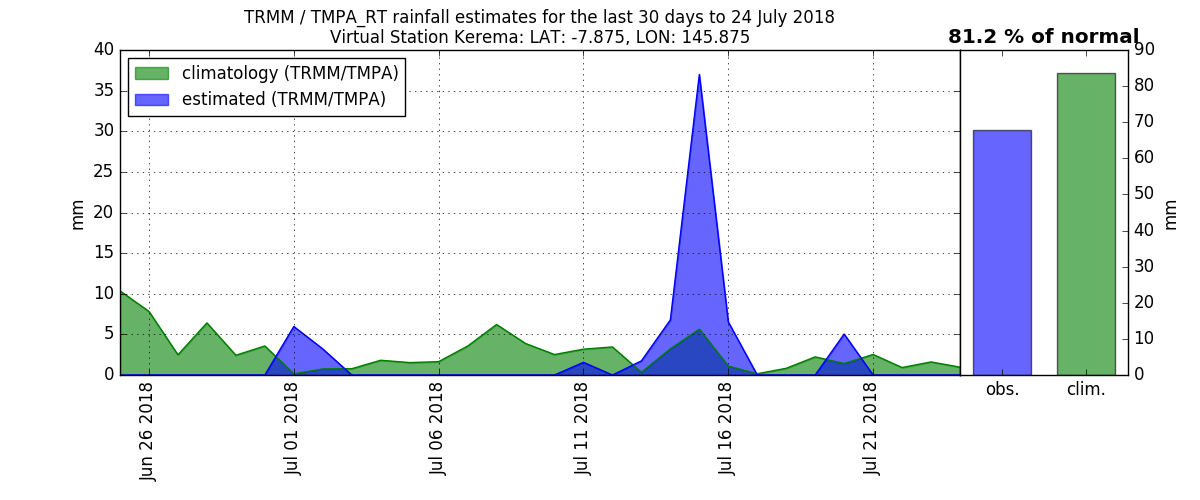 TRMM / TMPA_RT rainfall estimates for the last 30 days to 24 July 2018
Virtual Station Kerema: LAT: -7.875, LON: 145.875
81.2 % of normal
climatology (TRMM/TMPA)
estimated (TRMM/TMPA)
mm
40
35
30
25
20
15
10
5
0
Jun 26 2018
Jul 01 2018
Jul 06 2018
Jul 11 2018
Jul 16 2018
Jul 21 2018
obs.
clim.
90
80
70
60
50
40
30
20
10
0
mm